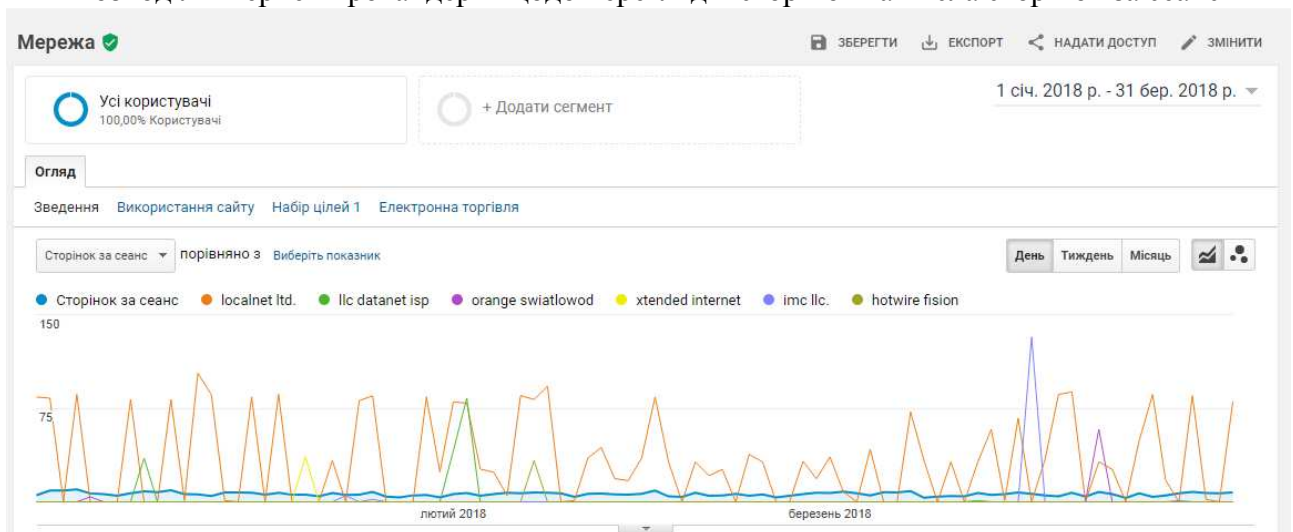 Мережа
ЗБЕРЕГТИ ЕКСПОРТ НАДАТИ ДОСТУП ЗМІНИТИ
Усі користувачі
100,00% Користувачі
+ Додати сегмент
1 січ. 2018 р. - 31 бер. 2018 р.
Огляд
Зведення Використання сайту Набір цілей 1 Електронна торгівля
Сторінок за сеанс порівняно з Виберіть показник
День Тиждень Місяць
Сторінок за сеанс localnet ltd. llc datanet isp orange swiatlowod xtended internet imc llc. hotwire fision
150
75
лютий 2018 березень 2018